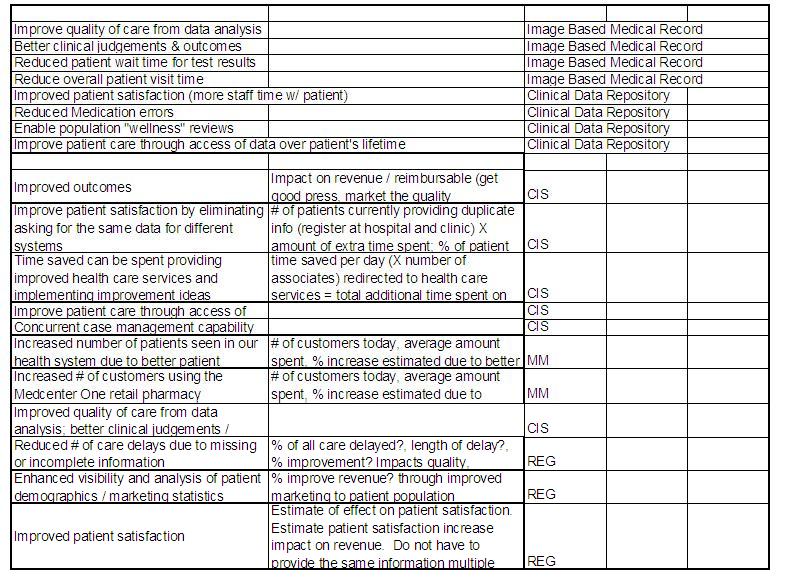 Improve quality of care from data analysis Image Based Medical Record
Better clinical judgements & outcomes Image Based Medical Record
Reduced patient wait time for test results Image Based Medical Record
Reduce overall patient visit time Image Based Medical Record
Improved patient satisfaction (more staff time w/ patient) Clinical Data Repository
Reduced Medication errors Clinical Data Repository
Enable population "wellness" reviews Clinical Data Repository
Improve patient care through access of data over patient's lifetime Clinical Data Repository
Improved outcomes
Impact on revenue / reimbursable (get
good press, market the quality
CIS
Improve patient satisfaction by eliminating
asking for the same data for different
systems
# of patients currently providing duplicate
info (register at hospital and clinic) X
amount of extra time spent; % of patient
CIS
Time saved can be spent providing
improved health care services and
implementing improvement ideas
time saved per day (X number of
associates) redirected to health care
services = total additional time spent on
CIS
Improve patient care through access of CIS
Concurrent case management capability CIS
Increased number of patients seen in our
health system due to better patient
# of customers today, average amount
spent, % increase estimated due to better
MM
Increased # of customers using the
Medcenter One retail pharmacy
# of customers today, average amount
spent, % increase estimated due to
MM
Improved quality of care from data
analysis; better clinical judgements /
CIS
Reduced # of care delays due to missing
or incomplete information
% of all care delayed?, length of delay?,
% improvement? Impacts quality,
REG
Enhanced visibility and analysis of patient
demographics / marketing statistics
% improve revenue? through improved
marketing to patient population
REG
Improved patient satisfaction
Estimate of effect on patient satisfaction.
Estimate patient satisfaction increase
impact on revenue. Do not have to
provide the same information multiple
REG